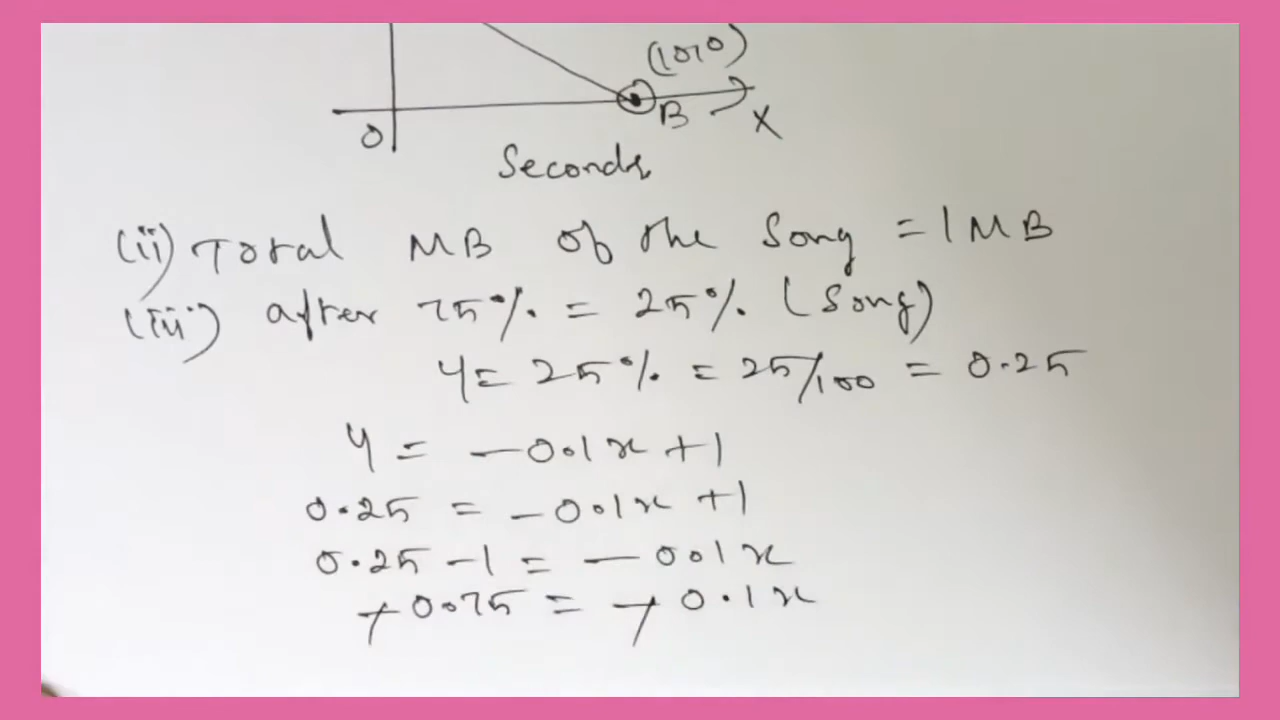 (10,0)
B
X
0
Seconds
(ii) Total MB of the Song = 1 MB
(iii) after 75% = 25% (Song)
y = 25% = 25/100 = 0.25
y = -0.1x + 1
0.25 = -0.1x + 1
0.25 - 1 = -0.1x
-0.75 = -0.1x